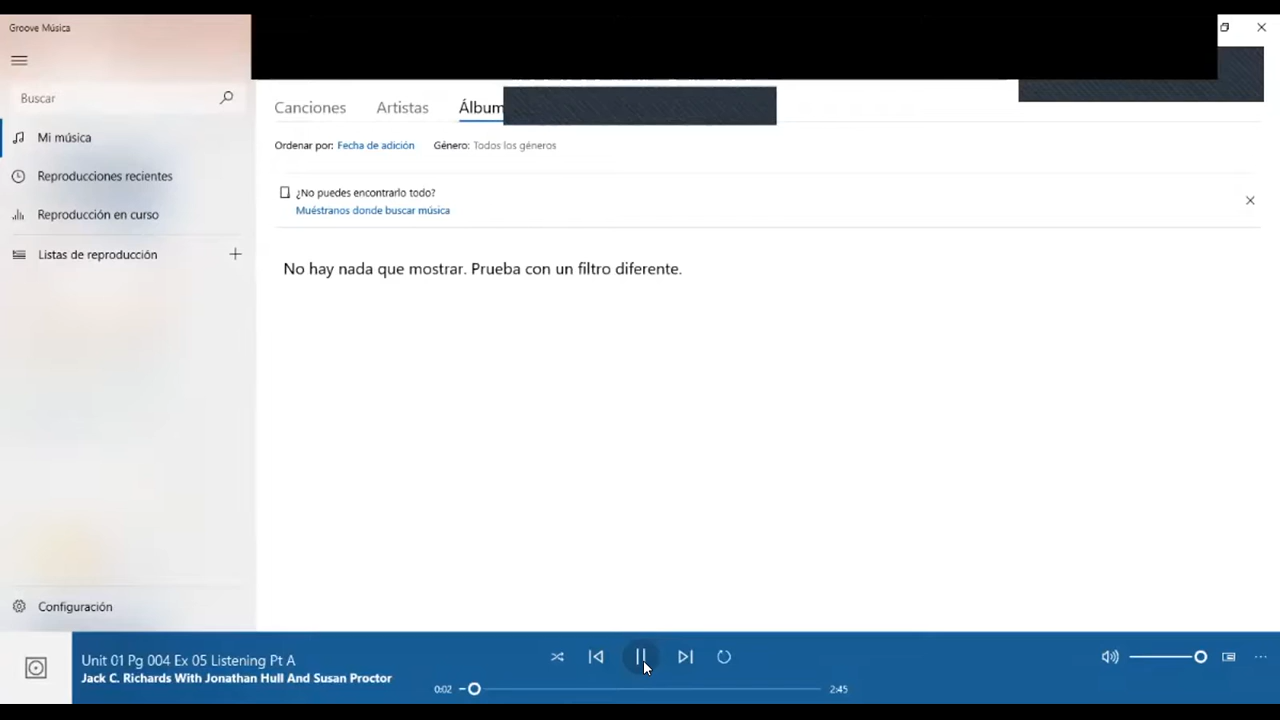 Groove Música
Buscar
Mi música
Reproducciones recientes
Reproducción en curso
Listas de reproducción
Configuración
Canciones Artistas Álbum
Ordenar por: Fecha de adición Género: Todos los géneros
¿No puedes encontrarlo todo?
Muéstranos donde buscar música
No hay nada que mostrar. Prueba con un filtro diferente.
Unit 01 Pg 004 Ex 05 Listening Pt A
Jack C. Richards With Jonathan Hull And Susan Proctor
0:02 2:45